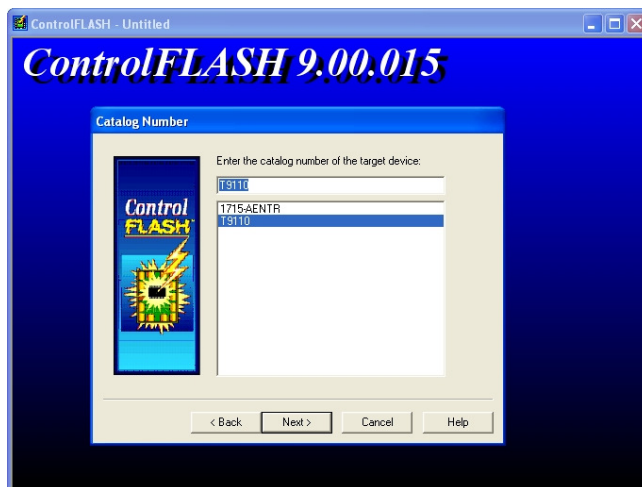 ControlFLASH - Untitled
ControlFLASH 9.00.015
Catalog Number
Enter the catalog number of the target device:
T9110
1715-AENTR
T9110
Control
FLASH
< Back
Next >
Cancel
Help